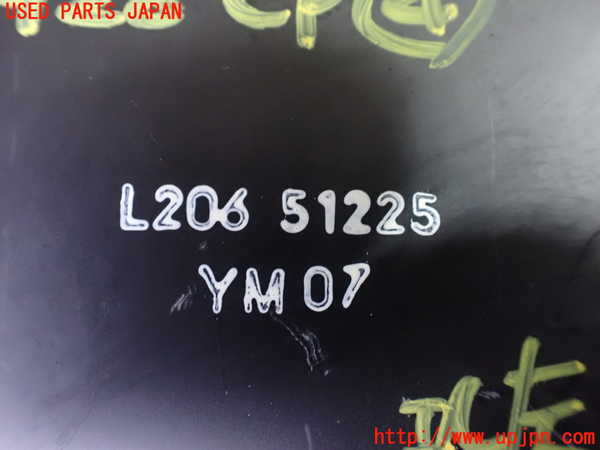 USED PARTS JAPAN
L206 51225
YM07
http://www.upjpn.com/